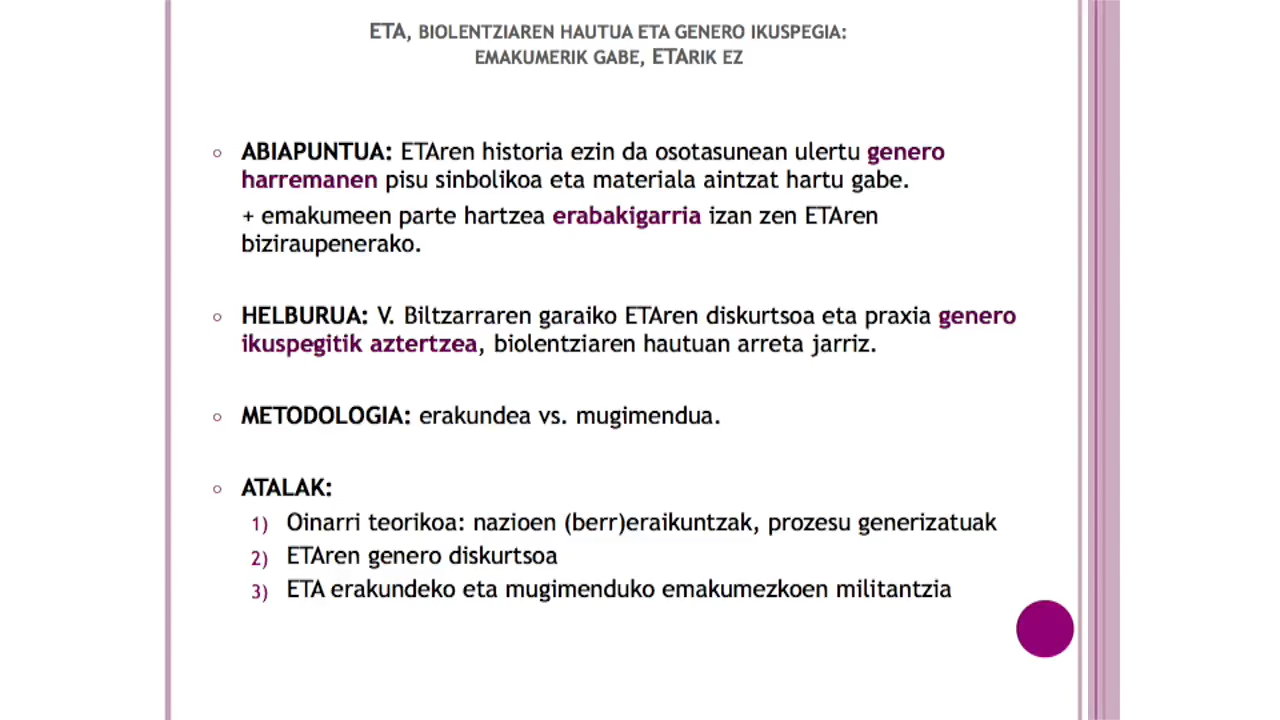 ETA, BIOLENTZIAREN HAUTUA ETA GENERO IKUSPEGIA:
EMAKUMERIK GABE, ETARIK EZ
ABIAPUNTUA: ETAren historia ezin da osotasunean ulertu genero
harremanen pisu sinbolikoa eta materiala aintzat hartu gabe.
+ emakumeen parte hartzea erabakigarria izan zen ETAren
biziraupenerako.
HELBURUA: V. Biltzarraren garaiko ETAren diskurtsoa eta praxia genero
ikuspegitik aztertzea, biolentziaren hautuan arreta jarriz.
METODOLOGIA: erakundea vs. mugimendua.
ATALAK:
1) Oinarri teorikoa: nazioen (berr)eraikuntzak, prozesu generizatuak
2) ETAren genero diskurtsoa
3) ETA erakundeko eta mugimenduko emakumezkoen militantzia